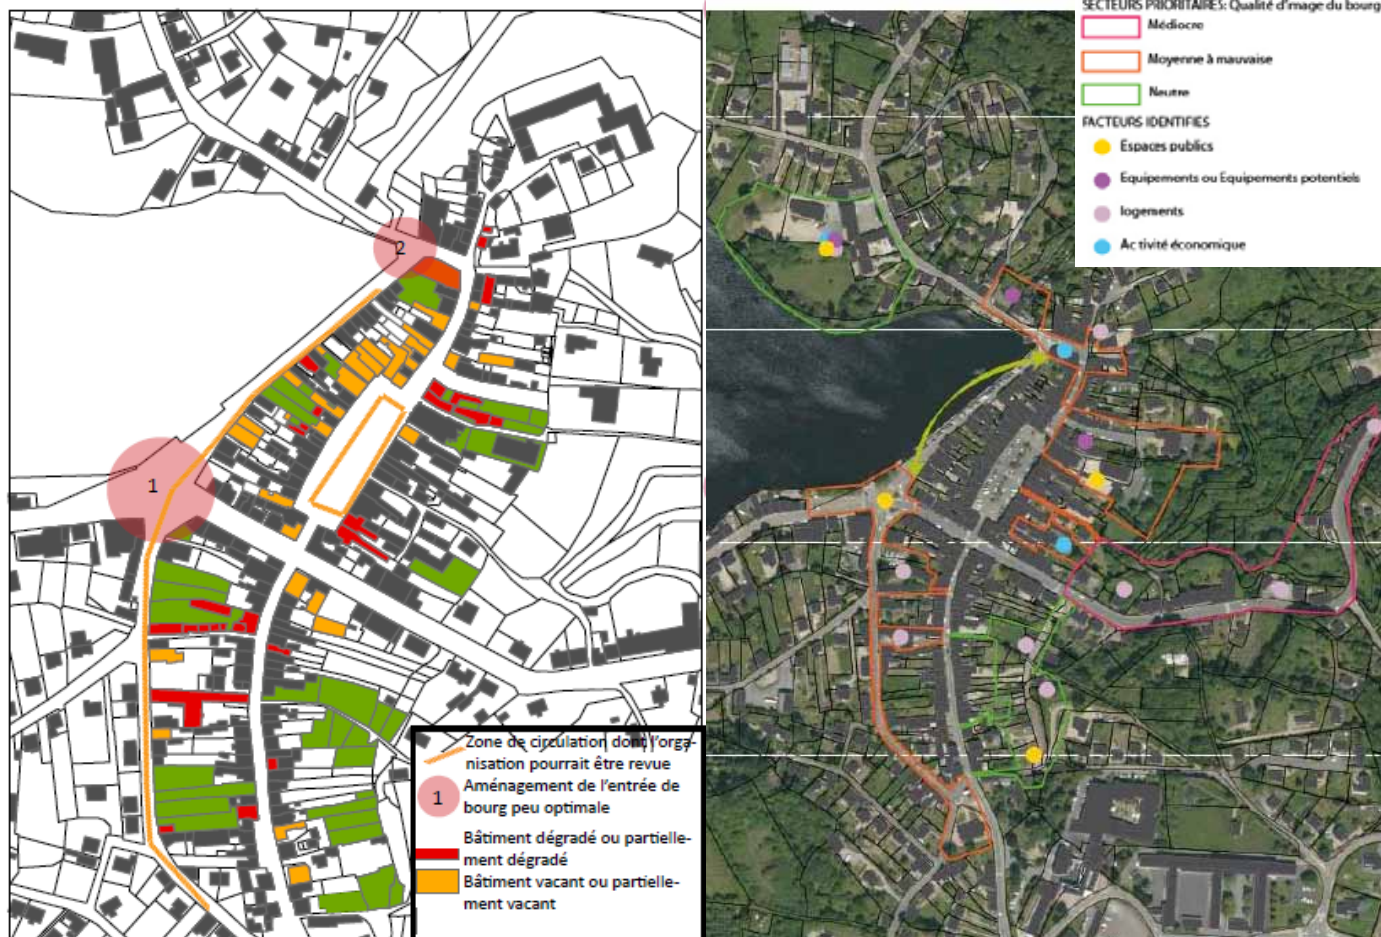 2
1
Zone de circulation dont l'orga-
nisation pourrait être revue
1
Aménagement de l'entrée de
bourg peu optimale
Bâtiment dégradé ou partielle-
ment dégradé
Bâtiment vacant ou partielle-
ment vacant
SECTEURS PRIORITAIRES: Qualité d'image du bourg
Médiocre
Moyenne à mauvaise
Neutre
FACTEURS IDENTIFIES
Espaces publics
Equipements ou Equipements potentiels
logements
Ac tivité économique